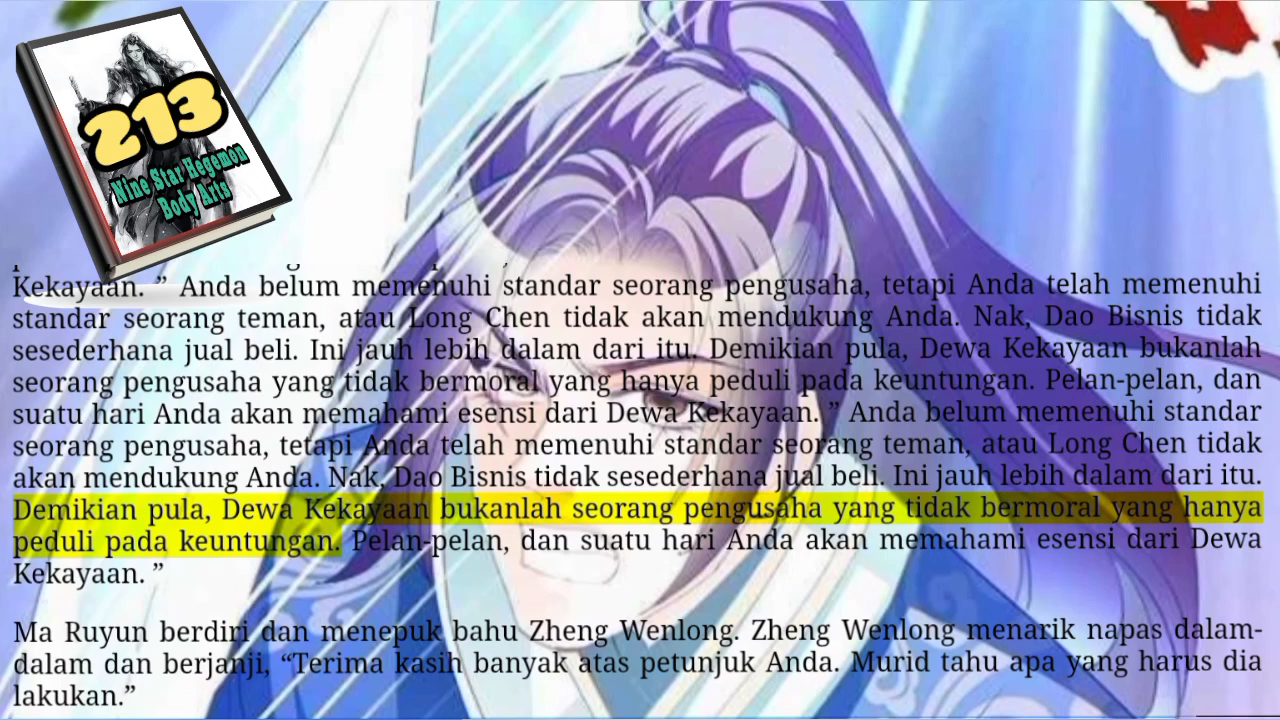 213
Nine Star Hegemon
Body Arts
Kekayaan. ” Anda belum memenuhi standar seorang pengusaha, tetapi Anda telah memenuhi
standar seorang teman, atau Long Chen tidak akan mendukung Anda. Nak, Dao Bisnis tidak
sesederhana jual beli. Ini jauh lebih dalam dari itu. Demikian pula, Dewa Kekayaan bukanlah
seorang pengusaha yang tidak bermoral yang hanya peduli pada keuntungan. Pelan-pelan, dan
suatu hari Anda akan memahami esensi dari Dewa Kekayaan. ” Anda belum memenuhi standar
seorang pengusaha, tetapi Anda telah memenuhi standar seorang teman, atau Long Chen tidak
akan mendukung Anda. Nak, Dao Bisnis tidak sesederhana jual beli. Ini jauh lebih dalam dari itu.
Demikian pula, Dewa Kekayaan bukanlah seorang pengusaha yang tidak bermoral yang hanya
peduli pada keuntungan. Pelan-pelan, dan suatu hari Anda akan memahami esensi dari Dewa
Kekayaan. ”
Ma Ruyun berdiri dan menepuk bahu Zheng Wenlong. Zheng Wenlong menarik napas dalam-
dalam dan berjanji, “Terima kasih banyak atas petunjuk Anda. Murid tahu apa yang harus dia
lakukan.”